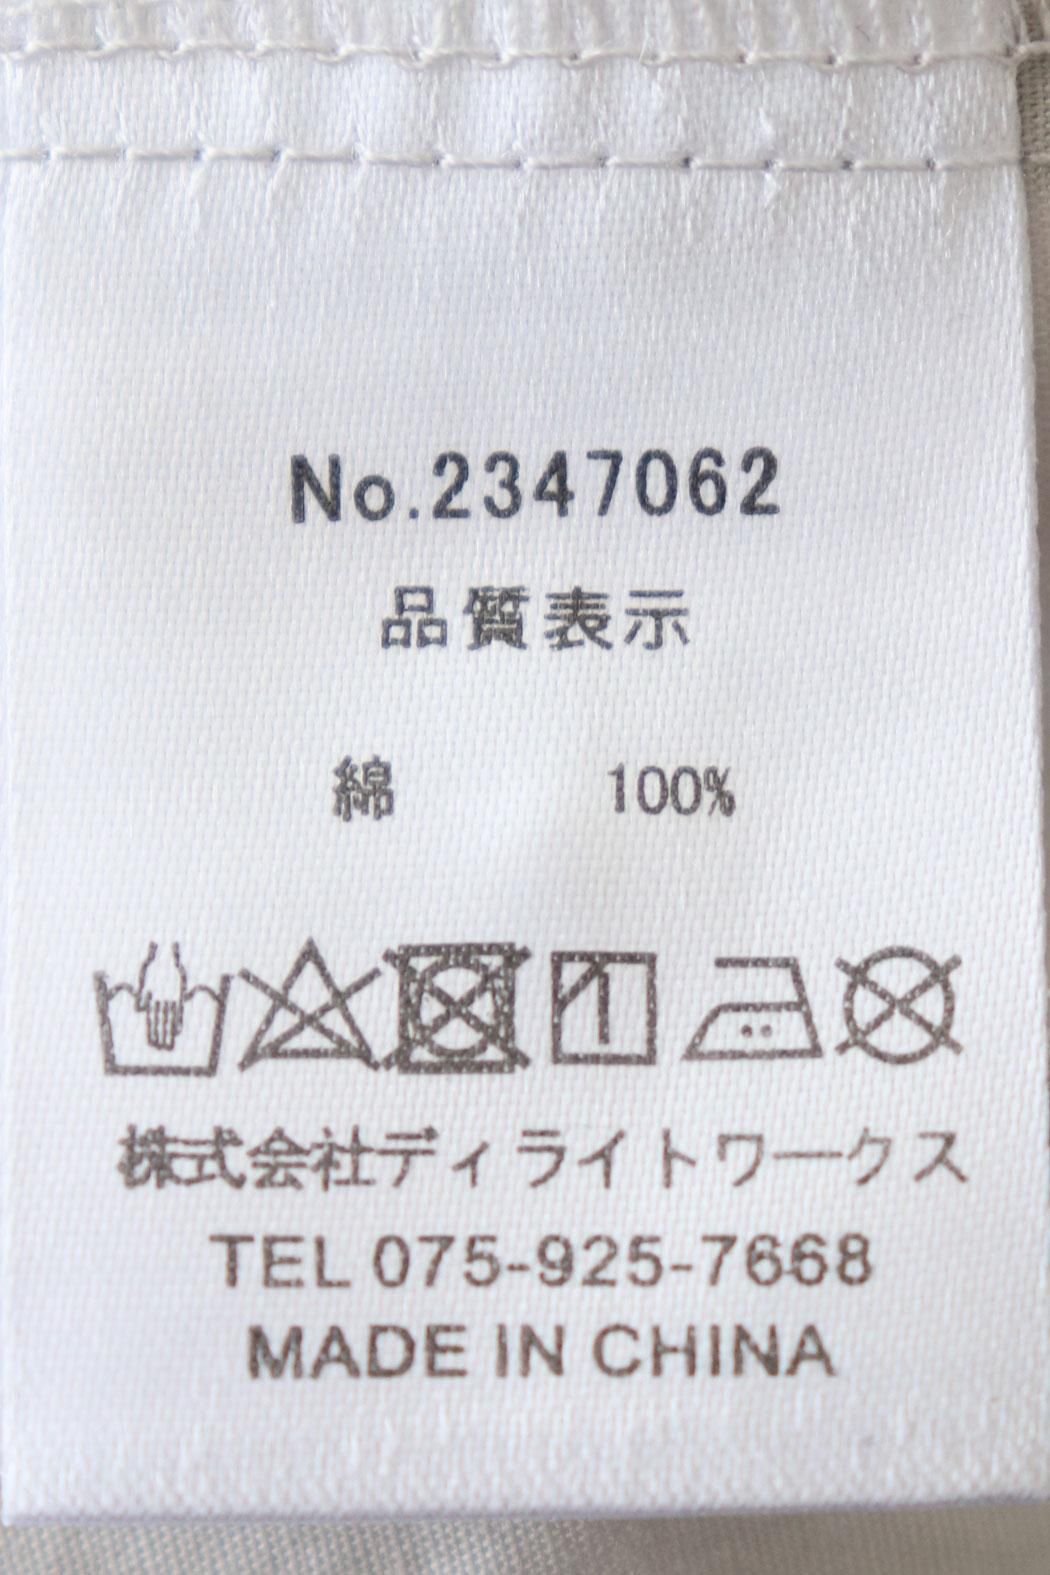 No.2347062
品質表示
綿 100%
株式会社ディライトワークス
TEL 075-925-7668
MADE IN CHINA